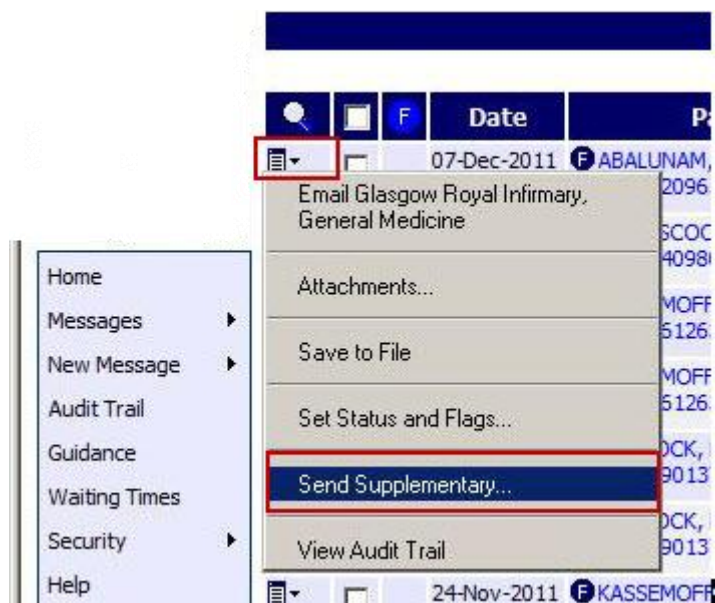 F Date
07-Dec-2011 F ABALUNAM,
Email Glasgow Royal Infirmary,
General Medicine
Attachments...
Save to File
Set Status and Flags...
Send Supplementary...
View Audit Trail
24-Nov-2011 F KASSEMOFF
Home
Messages
New Message
Audit Trail
Guidance
Waiting Times
Security
Help